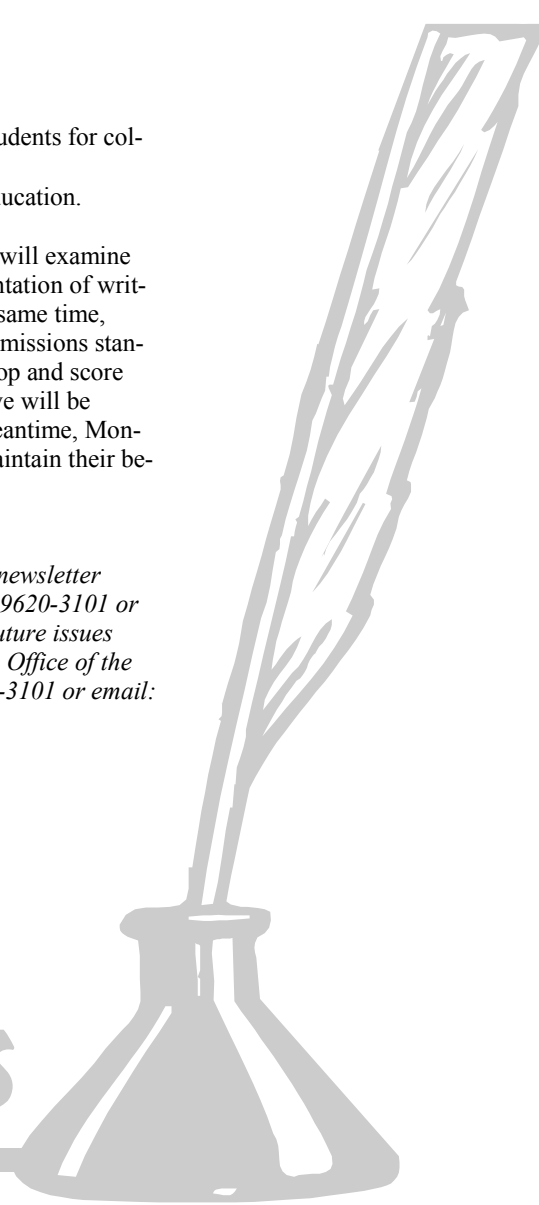 udents for col-
ucation.
will examine
ntation of writ-
same time,
missions stan-
op and score
ve will be
eantime, Mon-
aintain their be-
newsletter
9620-3101 or
uture issues
Office of the
-3101 or email:
s